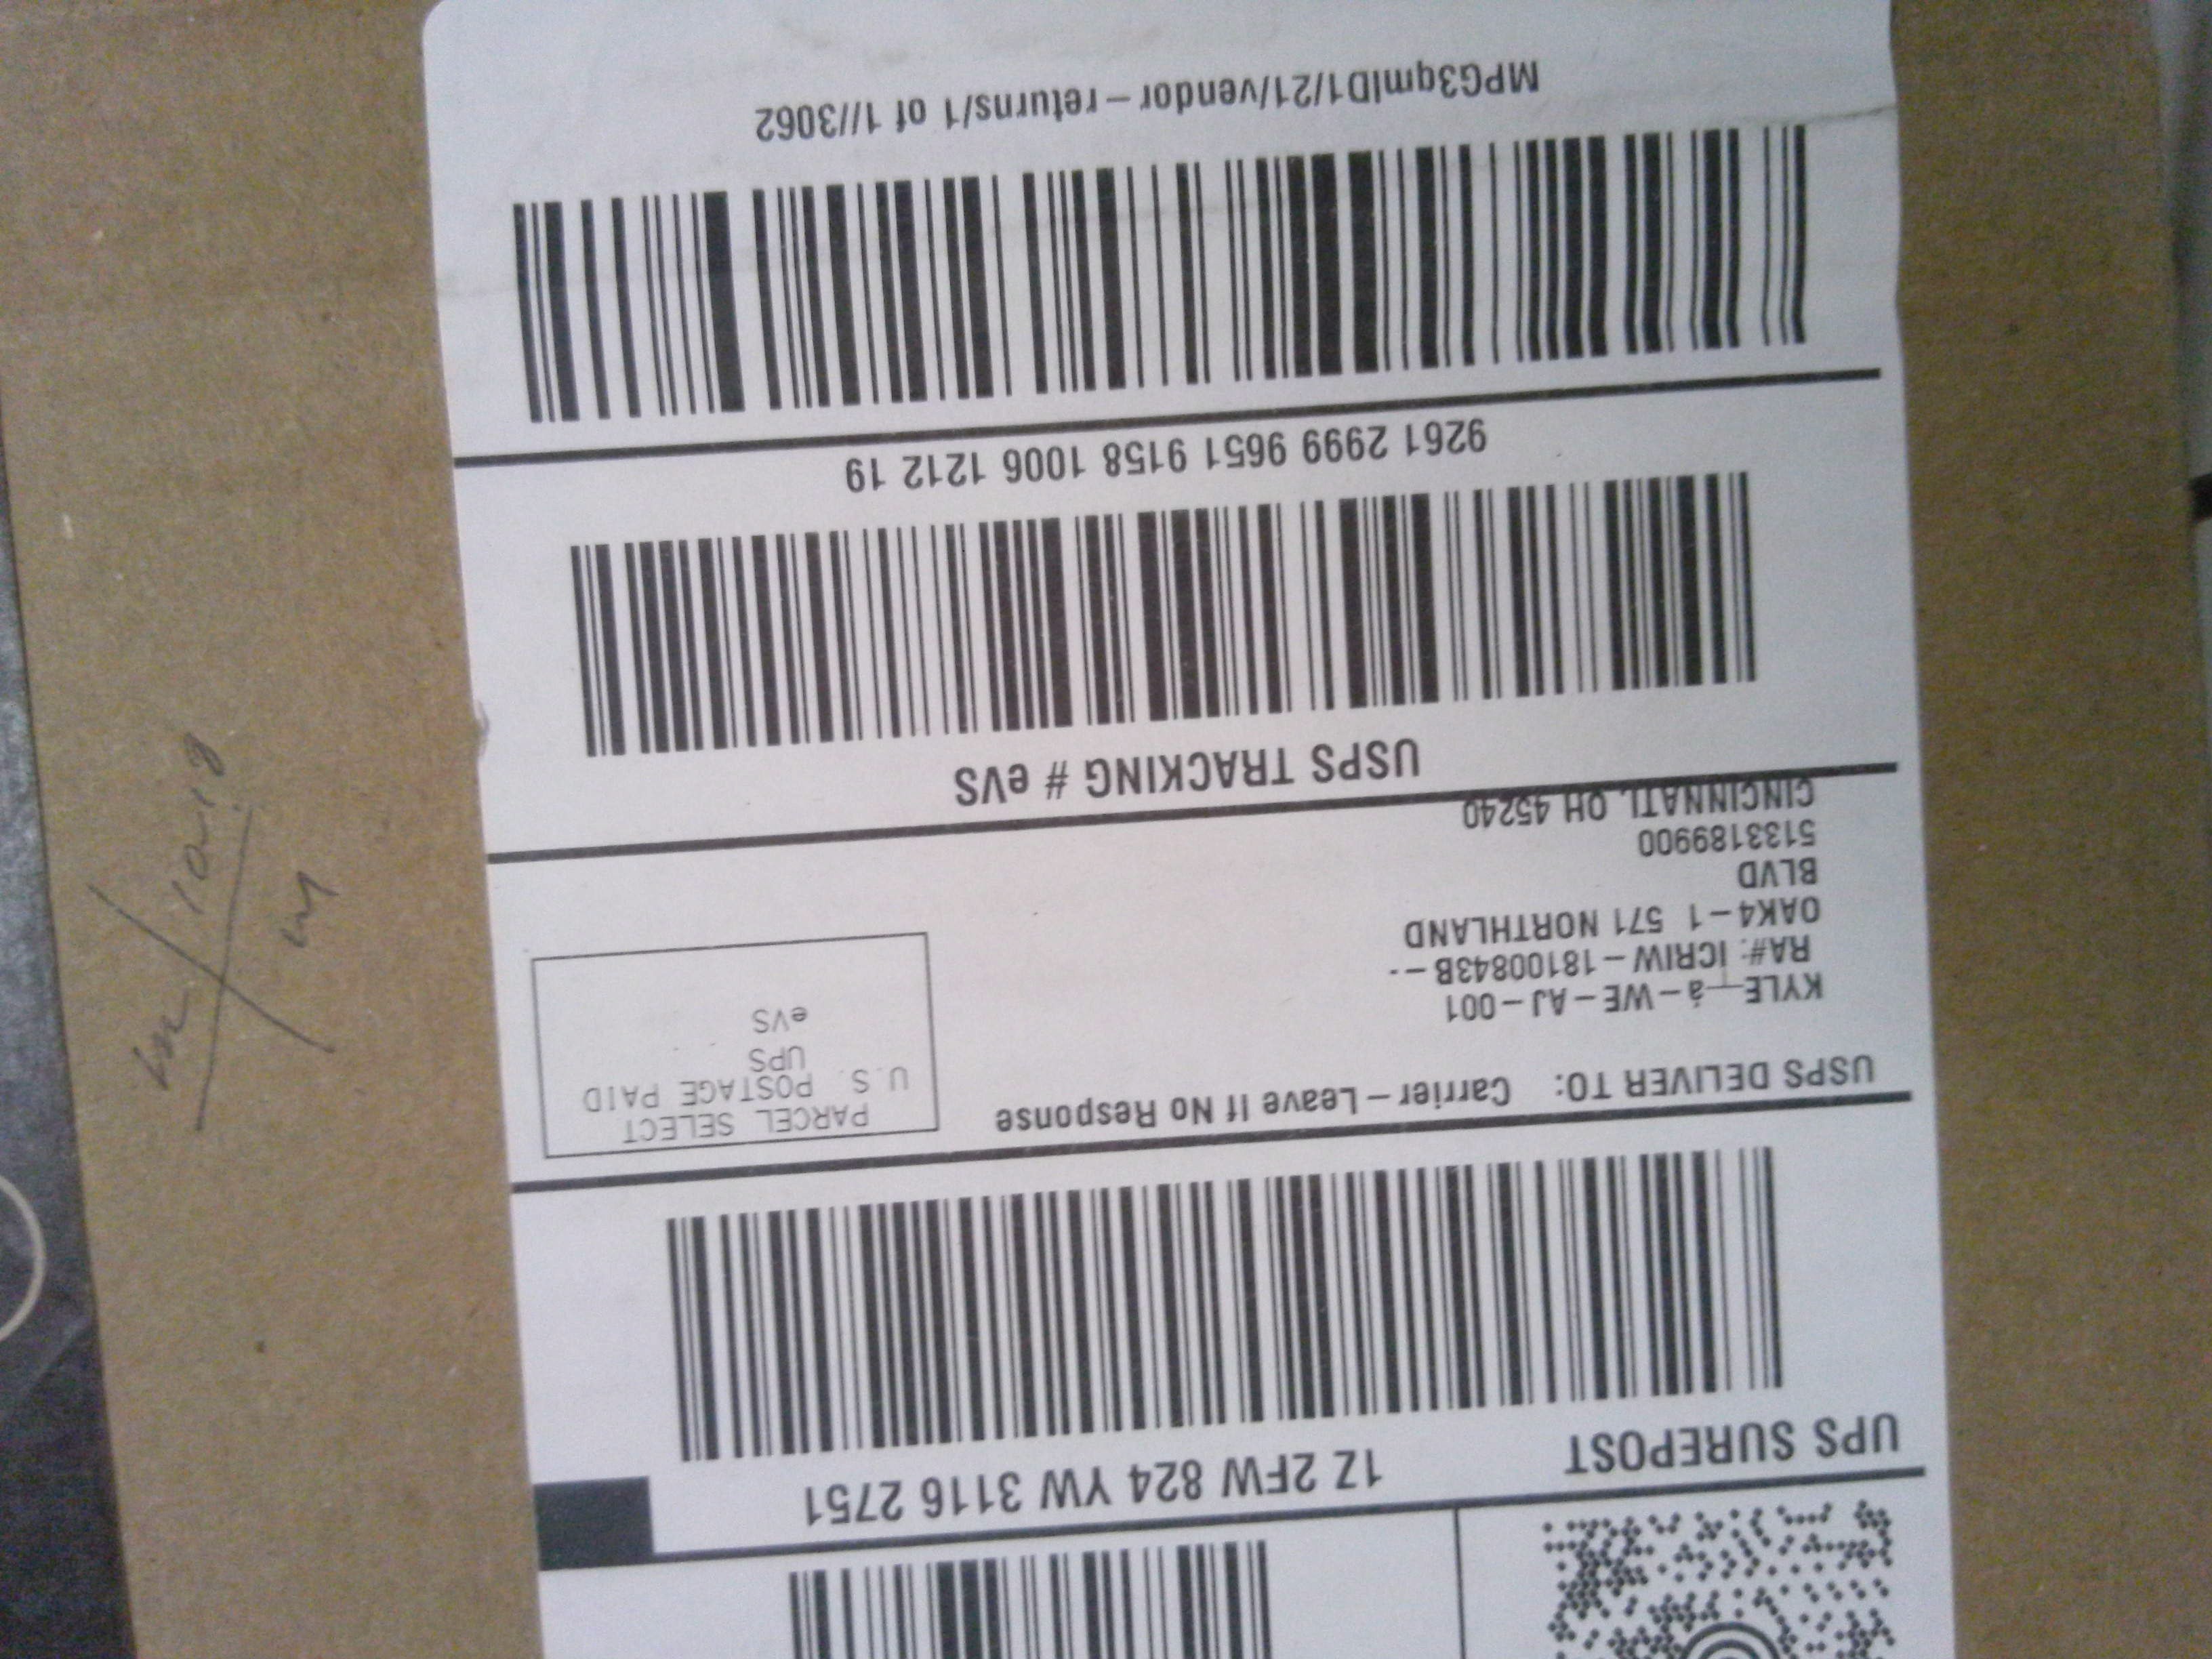 UPS SUREPOST
1Z 2FW 824 YW 3116 2751
USPS DELIVER TO: Carrier – Leave If No Response
PARCEL SELECT
U.S. POSTAGE PAID
UPS
eVS
KYLE – à – WE – AJ – 001
RA#: ICRIW – 18100843B – -
OAK4 – 1 571 NORTHLAND
BLVD
5133189900
CINCINNATI, OH 45240
USPS TRACKING # eVS
9261 2999 9651 9158 1006 1212 19
MPG3qmlD1/21/vendor – returns/1 of 1//3062